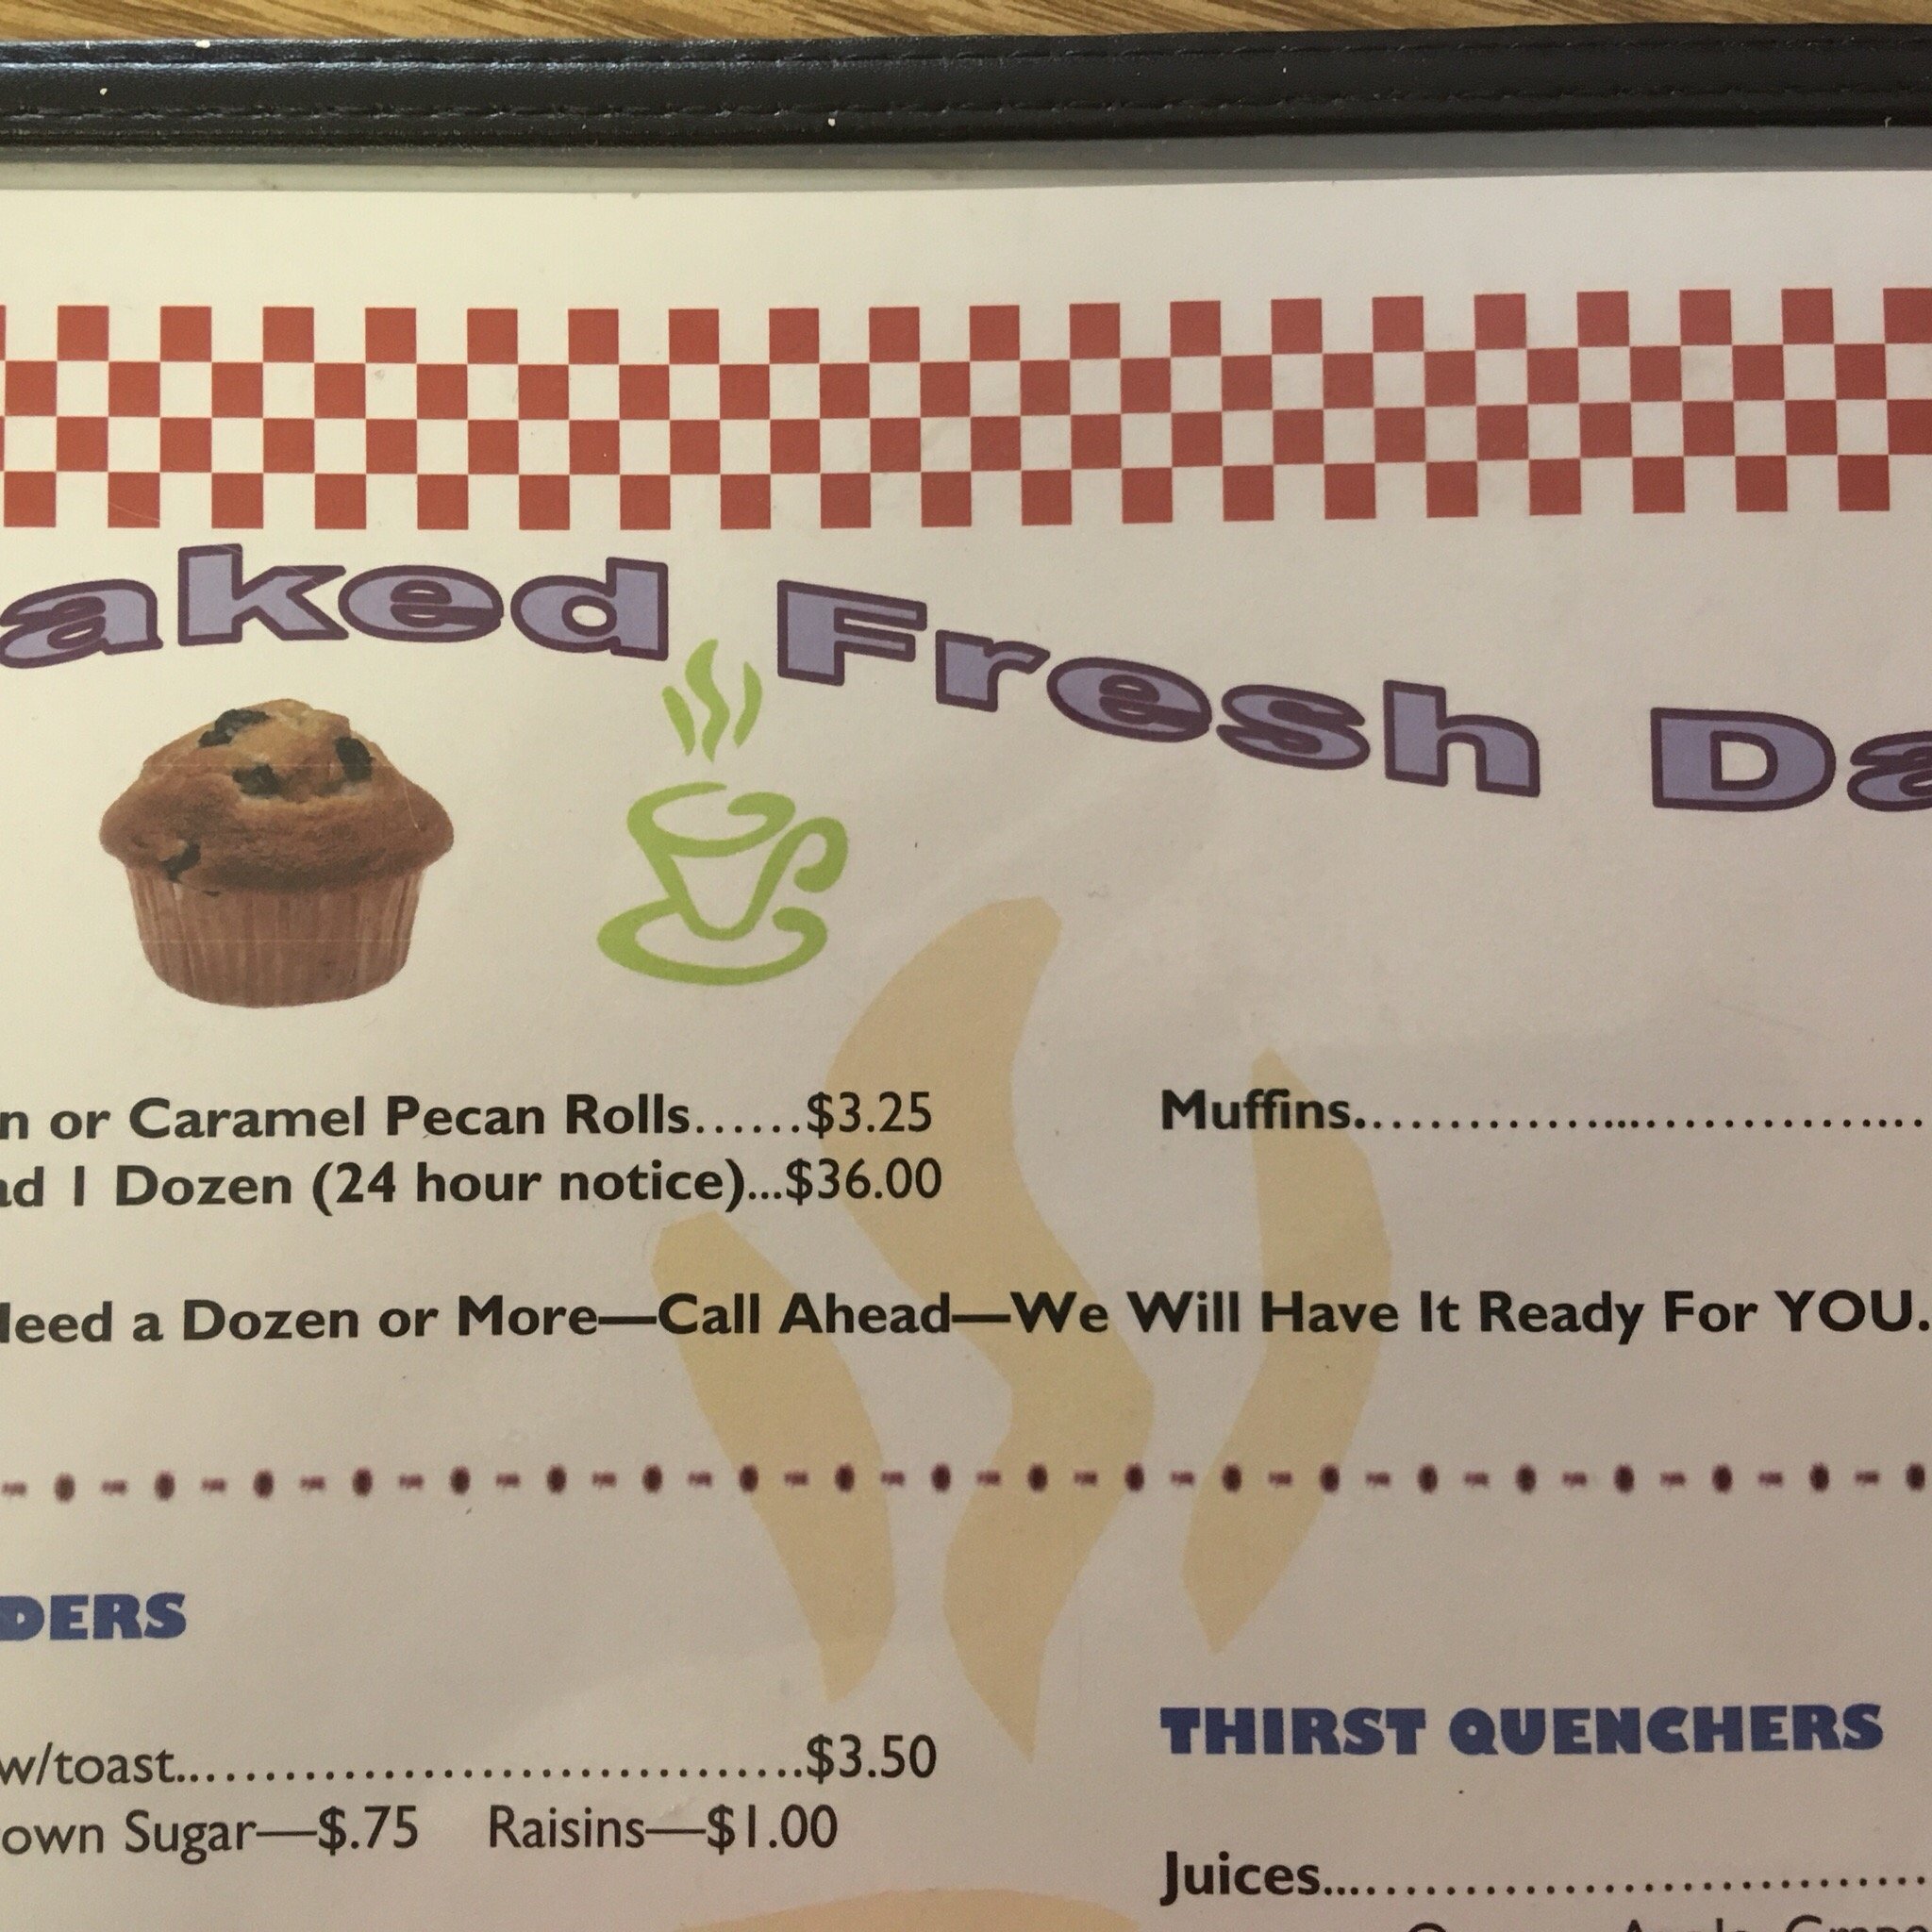 aked Fresh Da
n or Caramel Pecan Rolls......$3.25
ad 1 Dozen (24 hour notice)...$36.00
Muffins.................................
Need a Dozen or More—Call Ahead—We Will Have It Ready For YOU.
DERS
w/toast....................................$3.50
own Sugar—$.75 Raisins—$1.00
THIRST QUENCHERS
Juices.................................